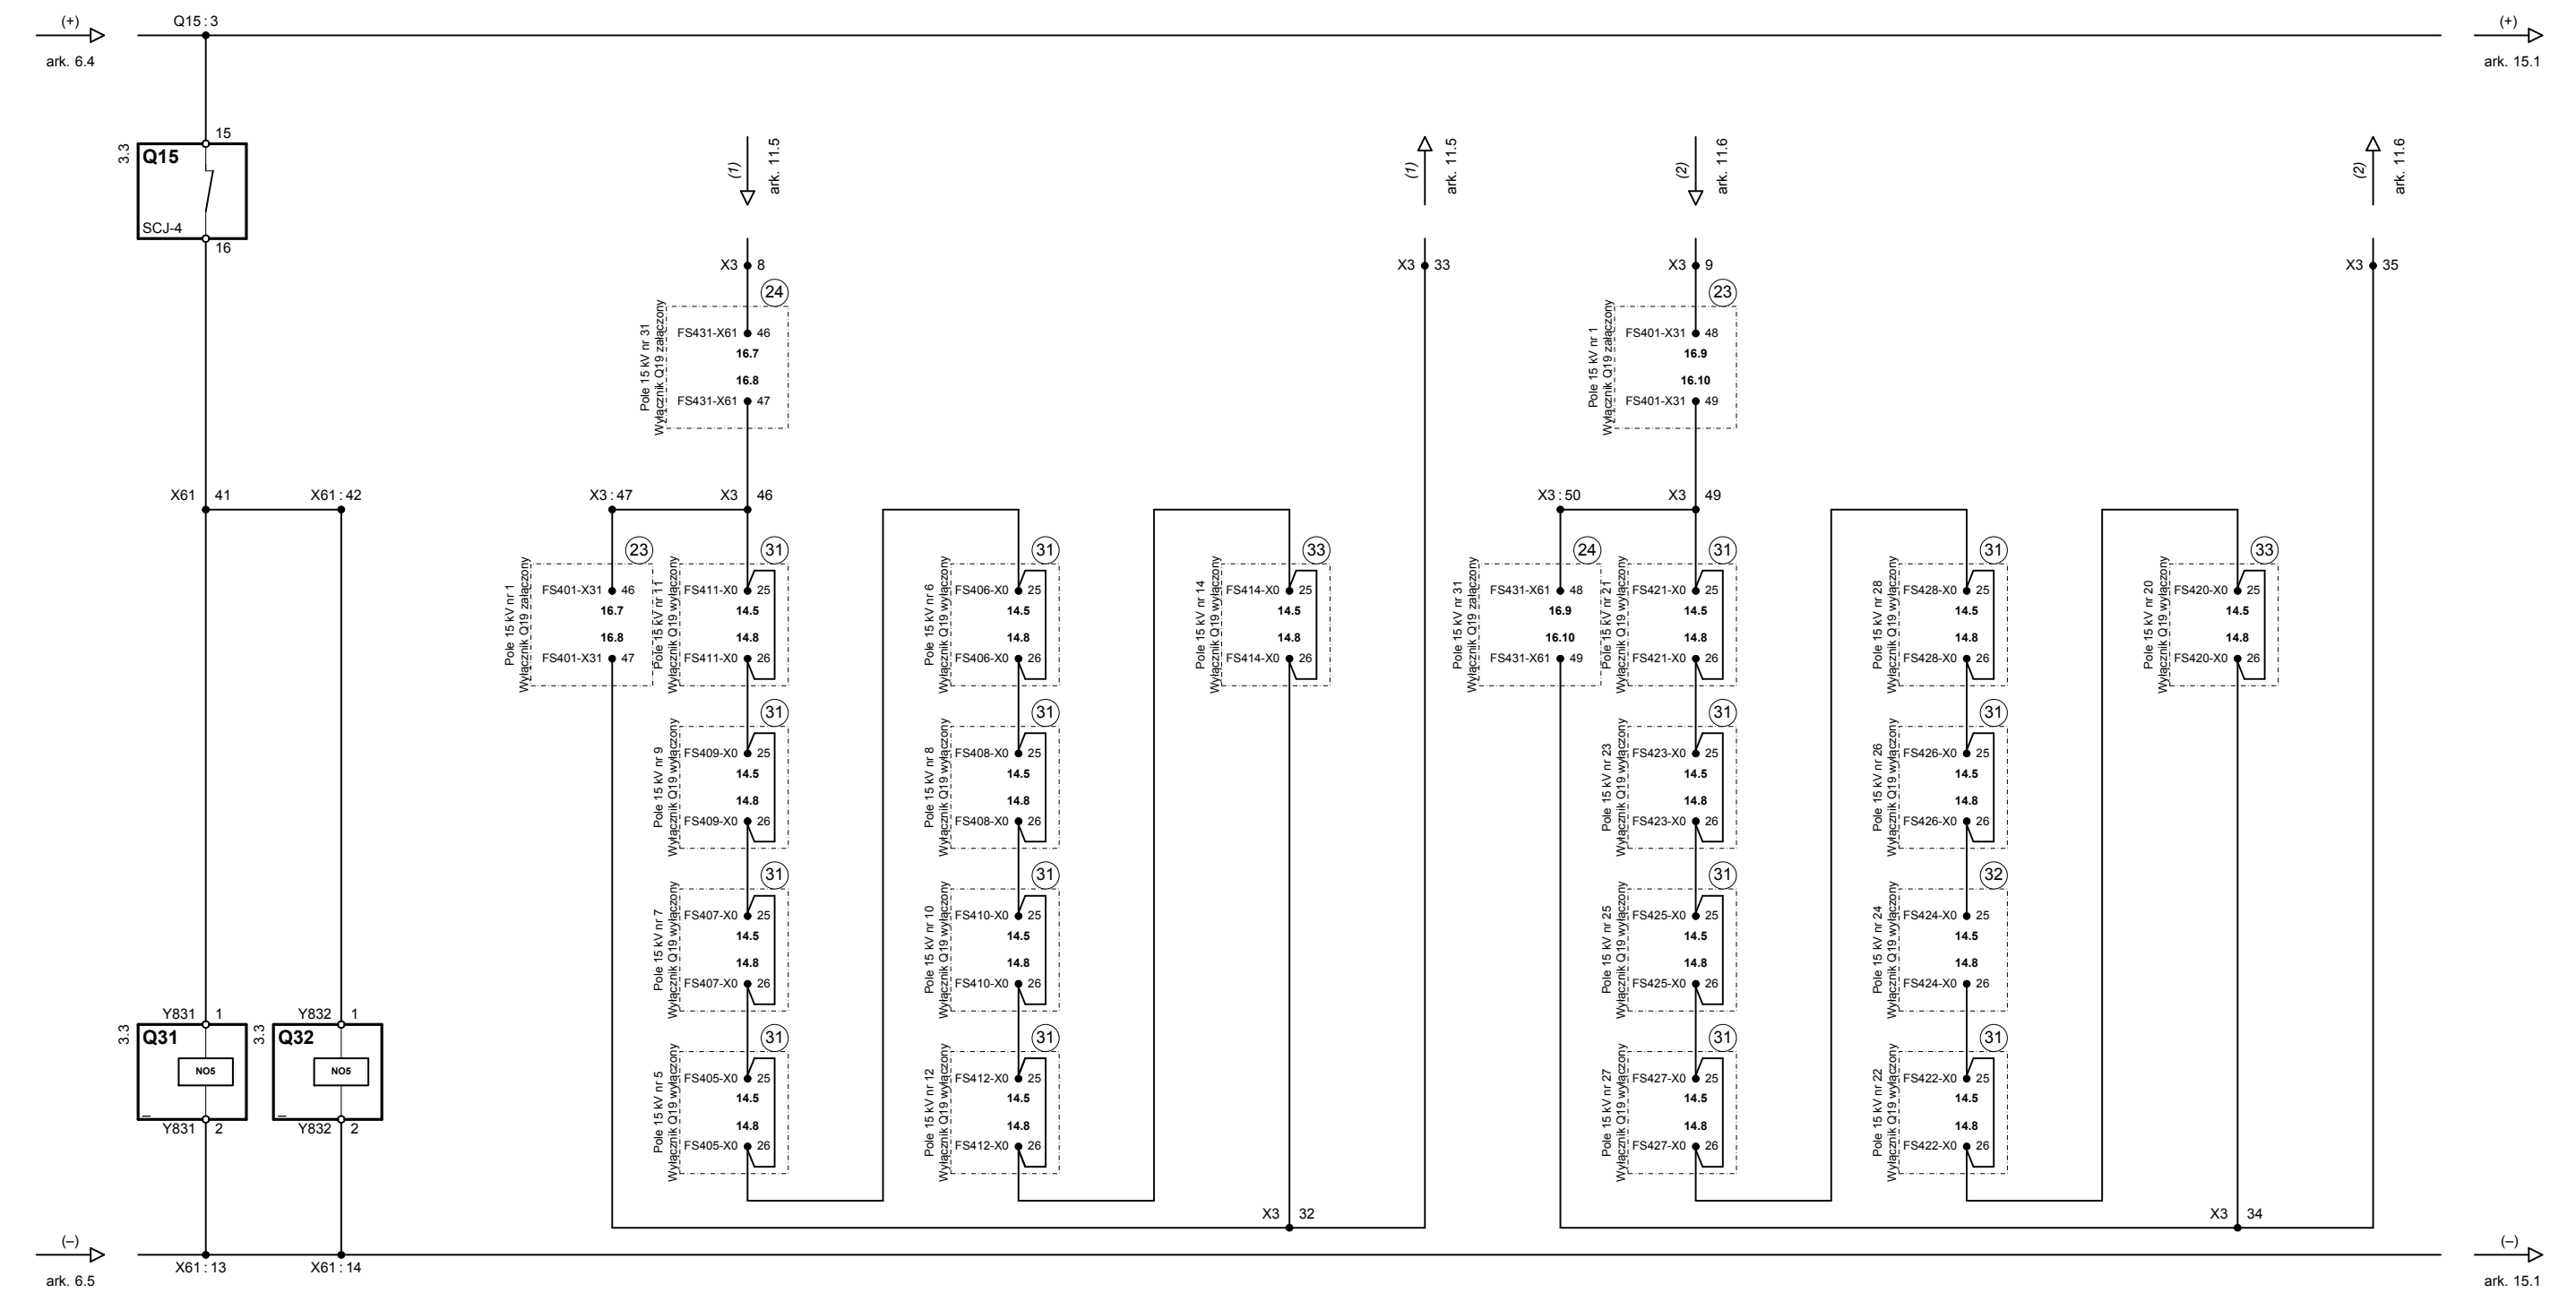 (+)
ark. 6.4
Q15 : 3
(+)
ark. 15.1
3.3
15
Q15
SCJ-4
16
(1)
ark. 11.5
(1)
ark. 11.5
(2)
ark. 11.6
(2)
ark. 11.6
X3 8
X3 33
X3 9
X3 35
24
Pole 15 kV nr 31
Wyłącznik Q19 załączony
FS431-X61 46
16.7
16.8
FS431-X61 47
23
Pole 15 kV nr 1
Wyłącznik Q19 załączony
FS401-X31 48
16.9
16.10
FS401-X31 49
X61 41
X61 : 42
X3 : 47
X3 46
X3 : 50
X3 49
23
Pole 15 kV nr 1
Wyłącznik Q19 załączony
FS401-X31 46
16.7
16.8
FS401-X31 47
31
Pole 15 kV nr 11
Wyłącznik Q19 wyłączony
FS411-X0 25
14.5
14.8
FS411-X0 26
31
Pole 15 kV nr 9
Wyłącznik Q19 wyłączony
FS409-X0 25
14.5
14.8
FS409-X0 26
31
Pole 15 kV nr 7
Wyłącznik Q19 wyłączony
FS407-X0 25
14.5
14.8
FS407-X0 26
31
Pole 15 kV nr 5
Wyłącznik Q19 wyłączony
FS405-X0 25
14.5
14.8
FS405-X0 26
31
Pole 15 kV nr 6
Wyłącznik Q19 wyłączony
FS406-X0 25
14.5
14.8
FS406-X0 26
31
Pole 15 kV nr 8
Wyłącznik Q19 wyłączony
FS408-X0 25
14.5
14.8
FS408-X0 26
31
Pole 15 kV nr 10
Wyłącznik Q19 wyłączony
FS410-X0 25
14.5
14.8
FS410-X0 26
31
Pole 15 kV nr 12
Wyłącznik Q19 wyłączony
FS412-X0 25
14.5
14.8
FS412-X0 26
33
Pole 15 kV nr 14
Wyłącznik Q19 wyłączony
FS414-X0 25
14.5
14.8
FS414-X0 26
24
Pole 15 kV nr 31
Wyłącznik Q19 załączony
FS431-X61 48
16.9
16.10
FS431-X61 49
31
Pole 15 kV nr 21
Wyłącznik Q19 wyłączony
FS421-X0 25
14.5
14.8
FS421-X0 26
31
Pole 15 kV nr 23
Wyłącznik Q19 wyłączony
FS423-X0 25
14.5
14.8
FS423-X0 26
31
Pole 15 kV nr 25
Wyłącznik Q19 wyłączony
FS425-X0 25
14.5
14.8
FS425-X0 26
31
Pole 15 kV nr 27
Wyłącznik Q19 wyłączony
FS427-X0 25
14.5
14.8
FS427-X0 26
31
Pole 15 kV nr 28
Wyłącznik Q19 wyłączony
FS428-X0 25
14.5
14.8
FS428-X0 26
31
Pole 15 kV nr 26
Wyłącznik Q19 wyłączony
FS426-X0 25
14.5
14.8
FS426-X0 26
32
Pole 15 kV nr 24
Wyłącznik Q19 wyłączony
FS424-X0 25
14.5
14.8
FS424-X0 26
31
Pole 15 kV nr 22
Wyłącznik Q19 wyłączony
FS422-X0 25
14.5
14.8
FS422-X0 26
33
Pole 15 kV nr 20
Wyłącznik Q19 wyłączony
FS420-X0 25
14.5
14.8
FS420-X0 26
3.3
Y831 1
Q31
NO5
–
Y831 2
3.3
Y832 1
Q32
NO5
–
Y832 2
X3 32
X3 34
(–)
ark. 6.5
X61 : 13
X61 : 14
(–)
ark. 15.1